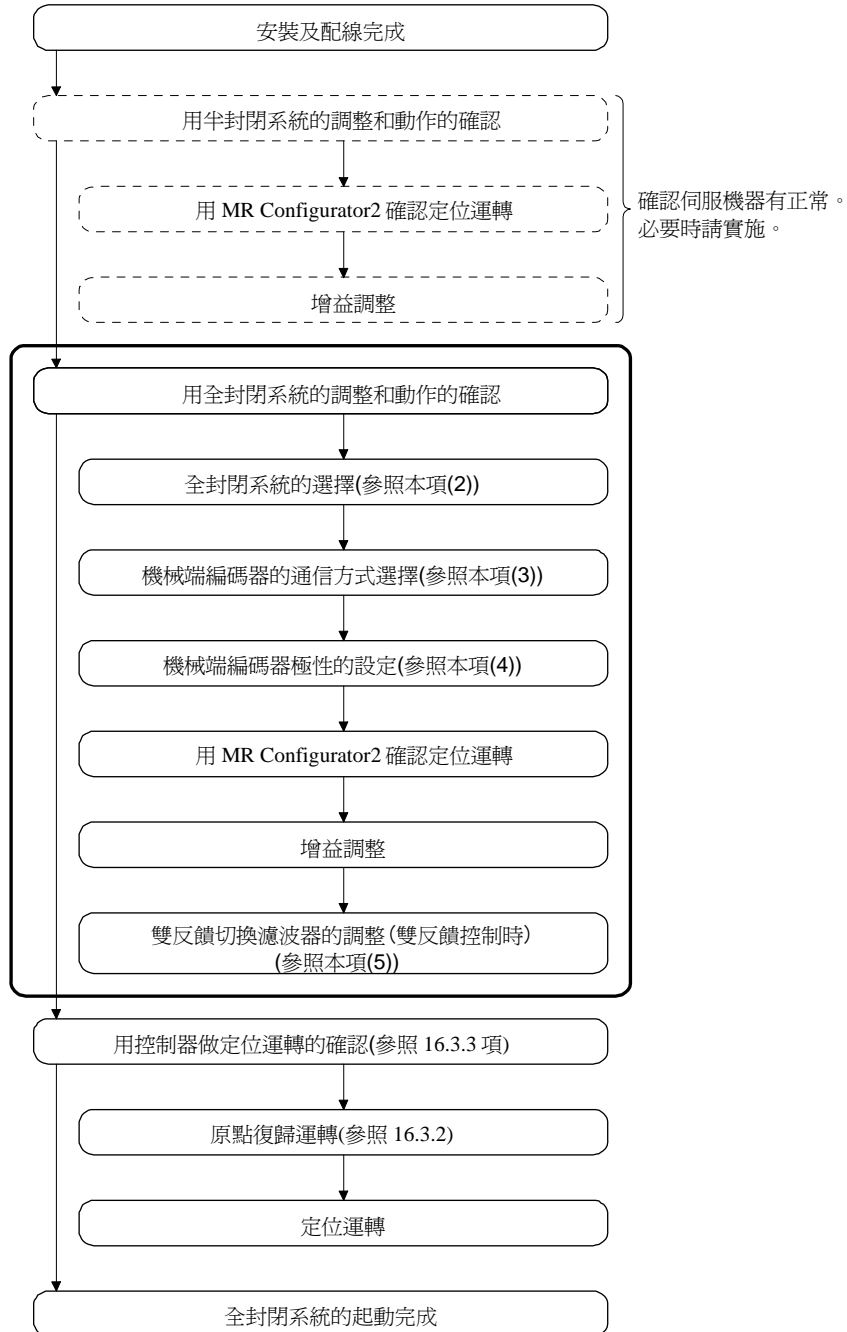 安裝及配線完成
用半封閉系統的調整和動作的確認
用 MR Configurator2 確認定位運轉
確認伺服機器有正常。
必要時請實施。
增益調整
用全封閉系統的調整和動作的確認
全封閉系統的選擇(參照本項(2))
機械端編碼器的通信方式選擇(參照本項(3))
機械端編碼器極性的設定(參照本項(4))
用 MR Configurator2 確認定位運轉
增益調整
雙反饋切換濾波器的調整(雙反饋控制時)
(參照本項(5))
用控制器做定位運轉的確認(參照 16.3.3 項)
原點復歸運轉(參照 16.3.2)
定位運轉
全封閉系統的起動完成